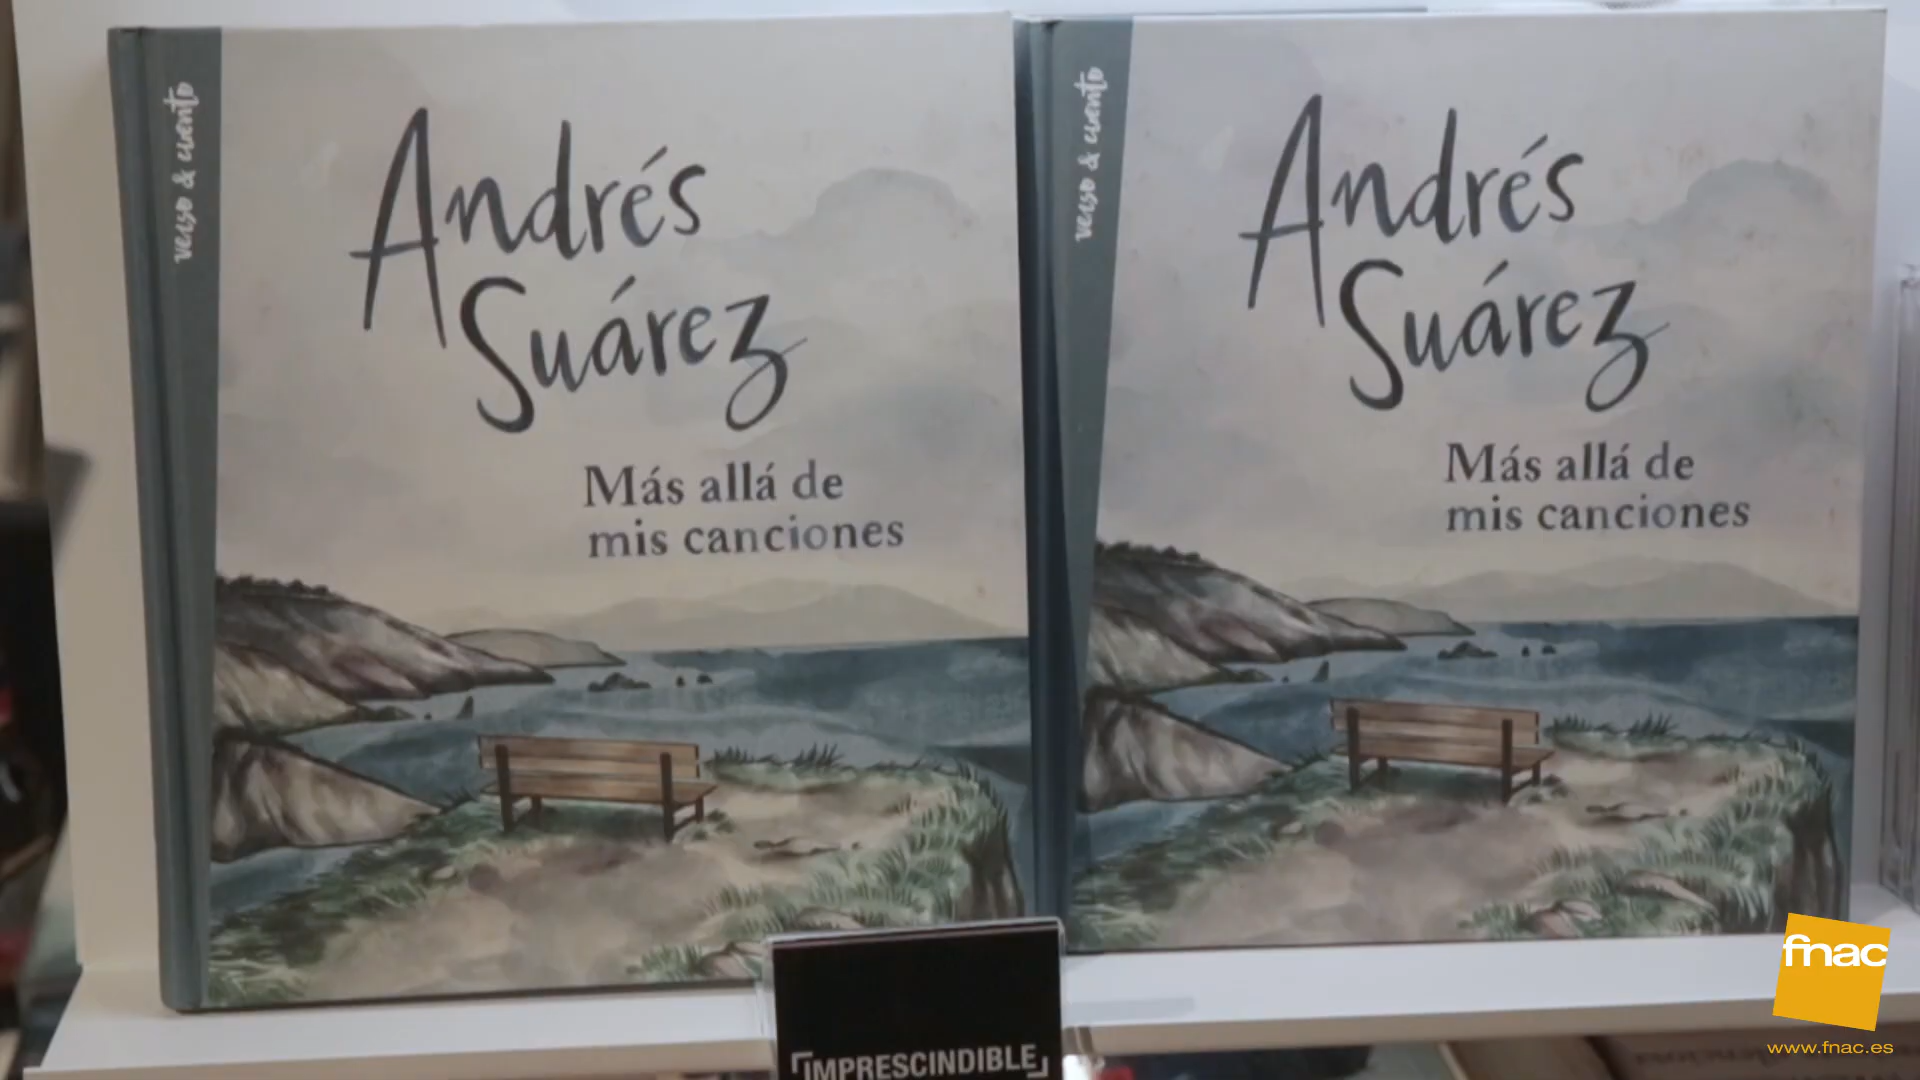 verso & cuento
Andrés
Suárez
Más allá de
mis canciones
verso & cuento
Andrés
Suárez
Más allá de
mis canciones
IMPRESCINDIBLE
fnac
www.fnac.es